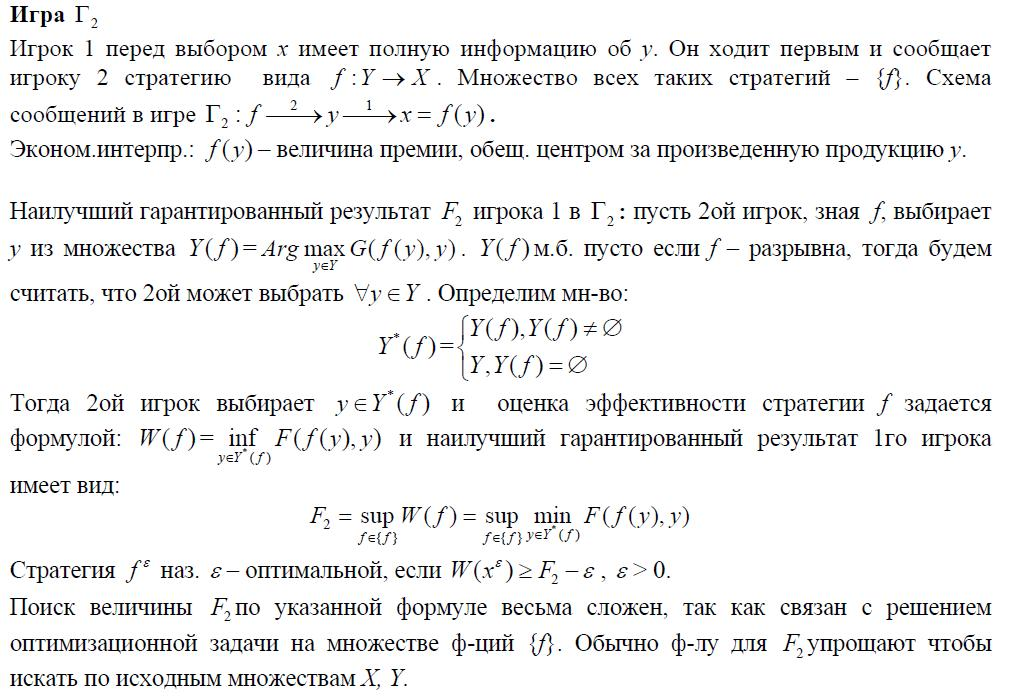 Игра Γ₂
Игрок 1 перед выбором x имеет полную информацию об y. Он ходит первым и сообщает
игроку 2 стратегию вида f : Y → X . Множество всех таких стратегий – {f}. Схема
сообщений в игре Γ₂ : f —2→ y —1→ x = f(y).
Эконом.интерпр.: f(y) – величина премии, обещ. центром за произведенную продукцию y.
Наилучший гарантированный результат F₂ игрока 1 в Γ₂ : пусть 2ой игрок, зная f, выбирает
y из множества Y(f) = Arg max_{y∈Y} G(f(y), y) . Y(f) м.б. пусто если f – разрывна, тогда будем
считать, что 2ой может выбрать ∀y ∈ Y . Определим мн-во:
Y*(f) = { Y(f), Y(f) ≠ ∅
Y, Y(f) = ∅
Тогда 2ой игрок выбирает y ∈ Y*(f) и оценка эффективности стратегии f задается
формулой: W(f) = inf_{y∈Y*(f)} F(f(y), y) и наилучший гарантированный результат 1го игрока
имеет вид:
F₂ = sup_{f∈{f}} W(f) = sup_{f∈{f}} min_{y∈Y*(f)} F(f(y), y)
Стратегия f^ε наз. ε – оптимальной, если W(x^ε) ≥ F₂ – ε , ε > 0.
Поиск величины F₂ по указанной формуле весьма сложен, так как связан с решением
оптимизационной задачи на множестве ф-ций {f}. Обычно ф-лу для F₂ упрощают чтобы
искать по исходным множествам X, Y.